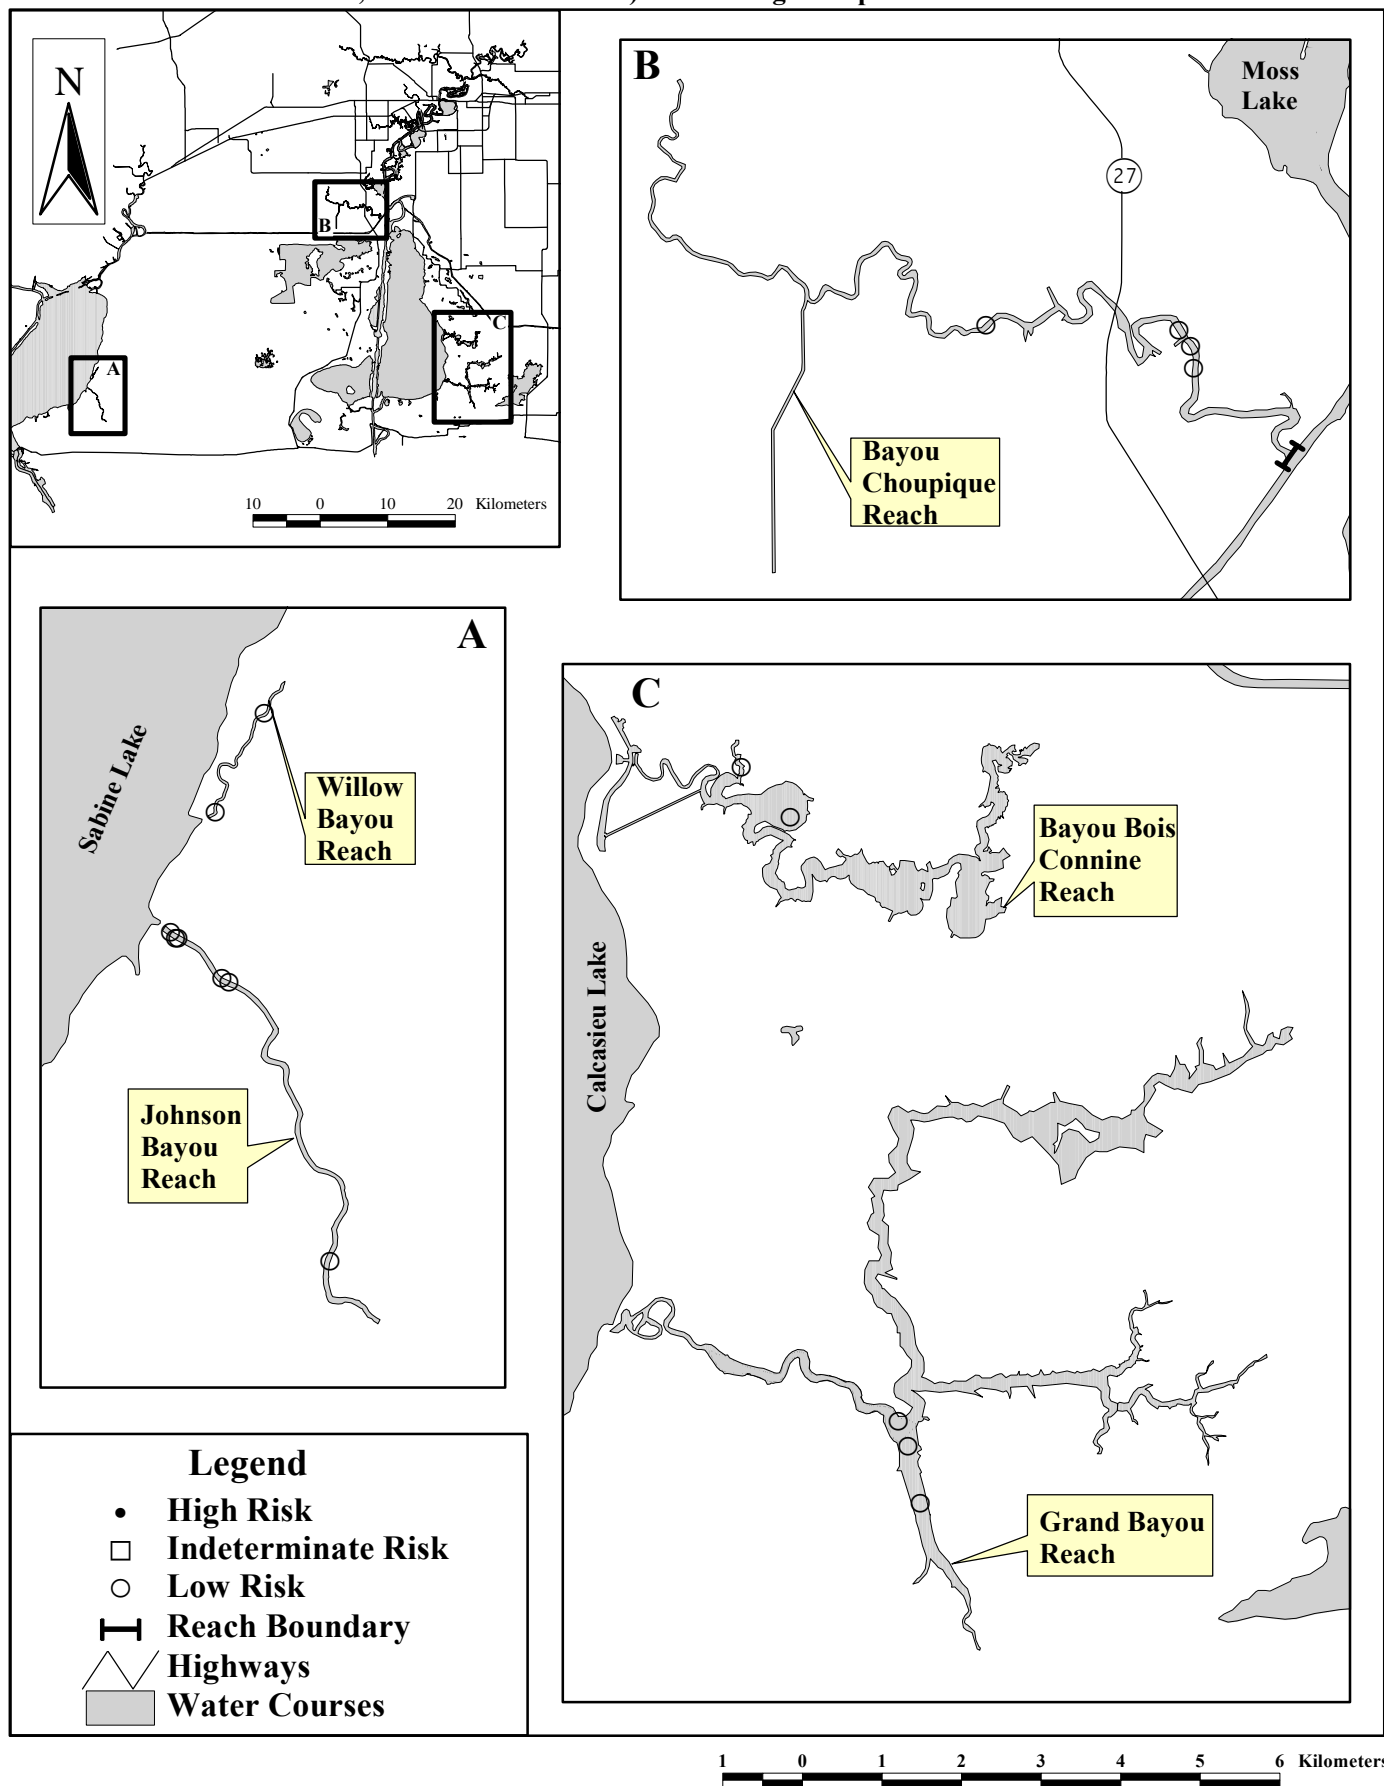 N
B
C
A
10 0 10 20 Kilometers
B
Moss
Lake
27
Bayou
Choupique
Reach
A
Sabine Lake
Willow
Bayou
Reach
Johnson
Bayou
Reach
C
Bayou Bois
Connine
Reach
Calcasieu Lake
Grand Bayou
Reach
Legend
High Risk
Indeterminate Risk
Low Risk
Reach Boundary
Highways
Water Courses
1 0 1 2 3 4 5 6 Kilometers